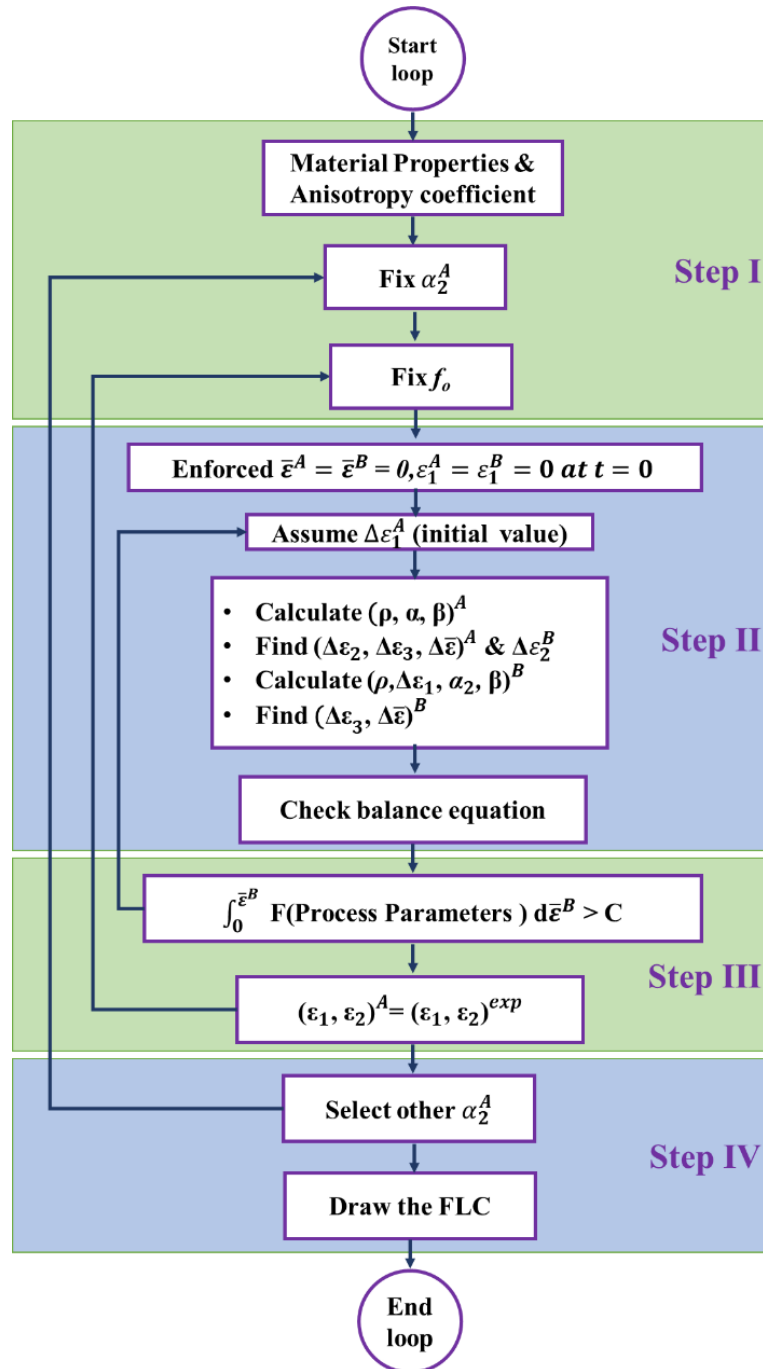 Start
loop
Material Properties &
Anisotropy coefficient
Step I
Fix α₂ᴬ
Fix fₒ
Enforced ε̅ᴬ = ε̅ᴮ = 0, ε₁ᴬ = ε₁ᴮ = 0 at t = 0
Assume Δε₁ᴬ (initial value)
• Calculate (ρ, α, β)ᴬ
• Find (Δε₂, Δε₃, Δε̅)ᴬ & Δε₂ᴮ
• Calculate (ρ,Δε₁, α₂, β)ᴮ
• Find (Δε₃, Δε̅)ᴮ
Step II
Check balance equation
∫₀^ε̅ᴮ F(Process Parameters ) dε̅ᴮ > C
Step III
(ε₁, ε₂)ᴬ= (ε₁, ε₂)ᵉˣᵖ
Select other α₂ᴬ
Step IV
Draw the FLC
End
loop